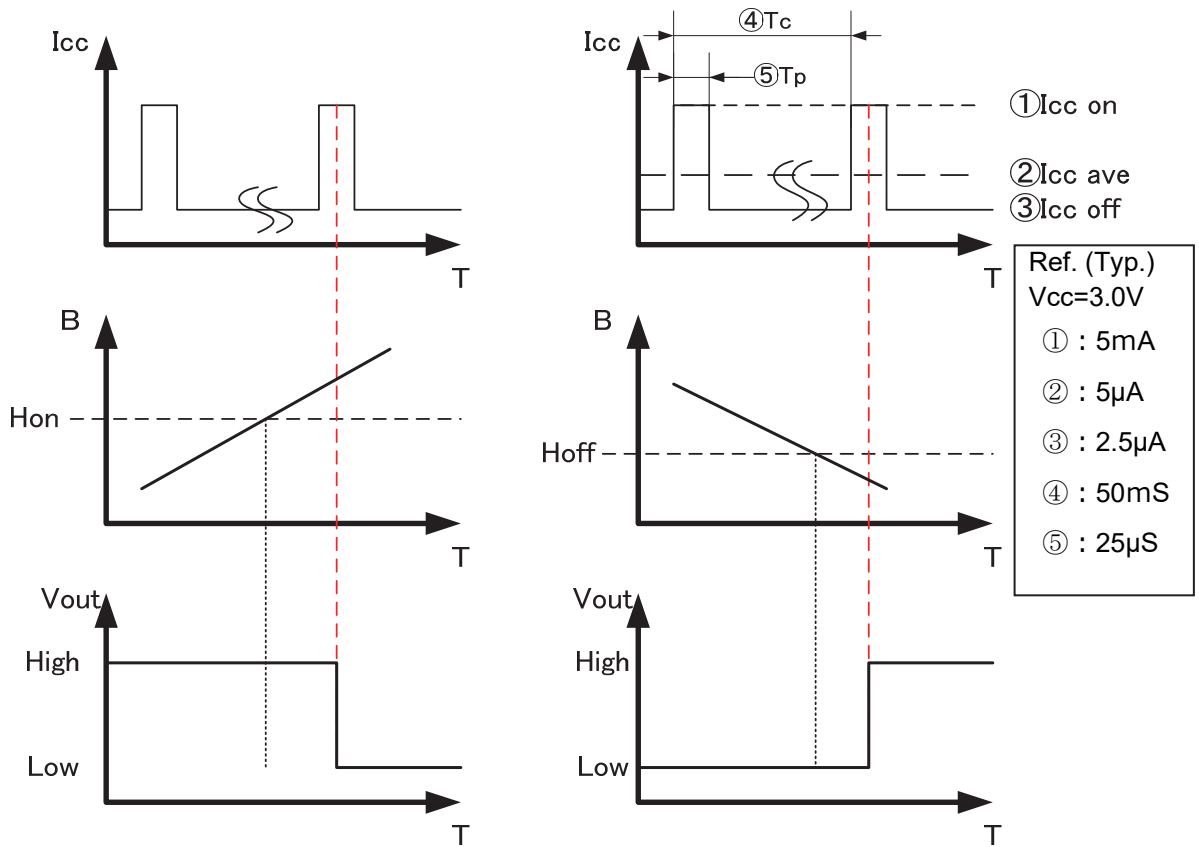 Icc
T
B
Hon
T
Vout
High
Low
T
④Tc
Icc
⑤Tp
①Icc on
②Icc ave
③Icc off
T
B
Hoff
T
Vout
High
Low
T
Ref. (Typ.)
Vcc=3.0V
①：5mA
②：5µA
③：2.5µA
④：50mS
⑤：25µS